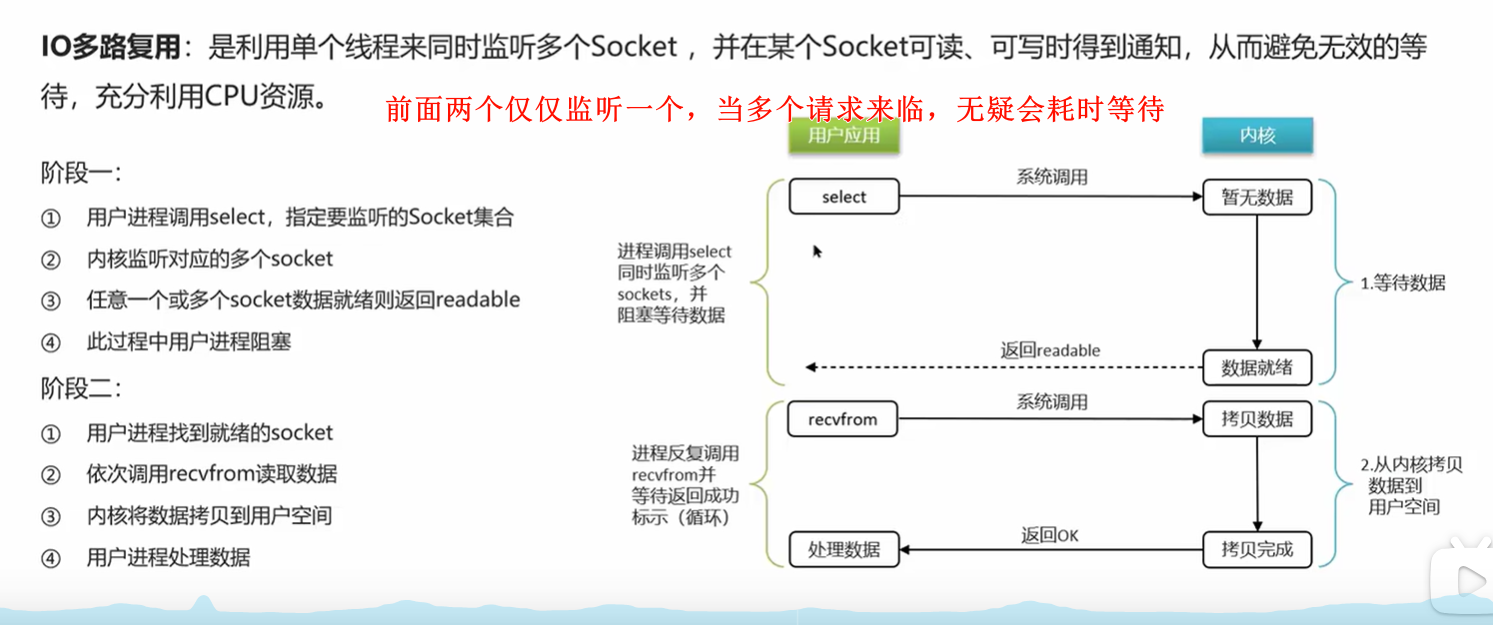 IO多路复用：是利用单个线程来同时监听多个Socket ，并在某个Socket可读、可写时得到通知，从而避免无效的等
待，充分利用CPU资源。
前面两个仅仅监听一个，当多个请求来临，无疑会耗时等待
阶段一：
① 用户进程调用select，指定要监听的Socket集合
② 内核监听对应的多个socket
③ 任意一个或多个socket数据就绪则返回readable
④ 此过程中用户进程阻塞
阶段二：
① 用户进程找到就绪的socket
② 依次调用recvfrom读取数据
③ 内核将数据拷贝到用户空间
④ 用户进程处理数据
用户应用
内核
select
系统调用
暂无数据
进程调用select
同时监听多个
sockets，并
阻塞等待数据
1.等待数据
返回readable
数据就绪
recvfrom
系统调用
拷贝数据
进程反复调用
recvfrom并
等待返回成功
标示（循环）
2.从内核拷贝
数据到
用户空间
处理数据
返回OK
拷贝完成